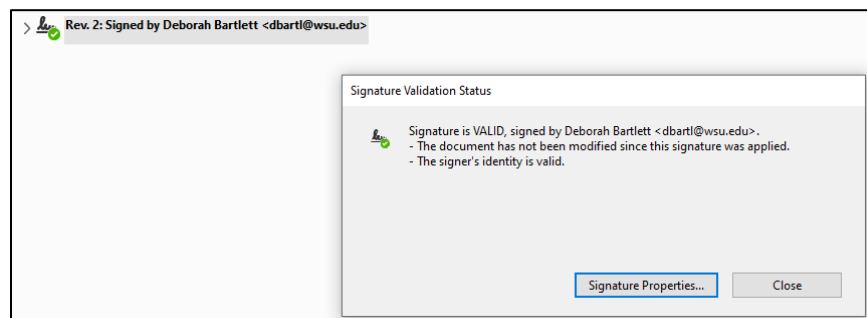 Rev. 2: Signed by Deborah Bartlett <dbartl@wsu.edu>
Signature Validation Status
Signature is VALID, signed by Deborah Bartlett <dbartl@wsu.edu>.
- The document has not been modified since this signature was applied.
- The signer's identity is valid.
Signature Properties...
Close